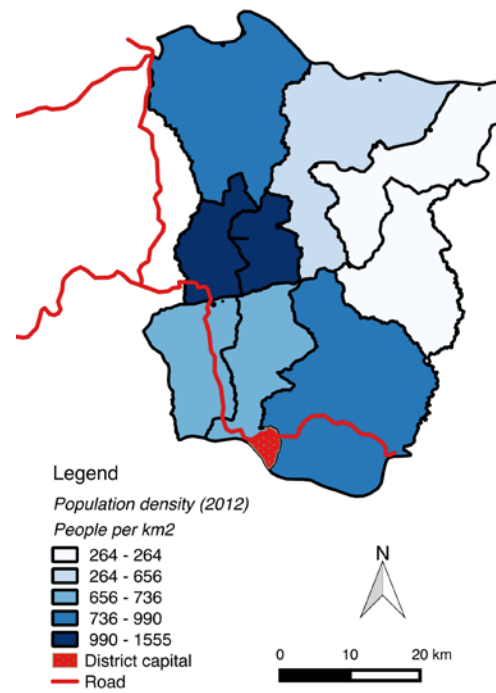 Legend
Population density (2012)
People per km2
264 - 264
264 - 656
656 - 736
736 - 990
990 - 1555
District capital
Road
N
0 10 20 km